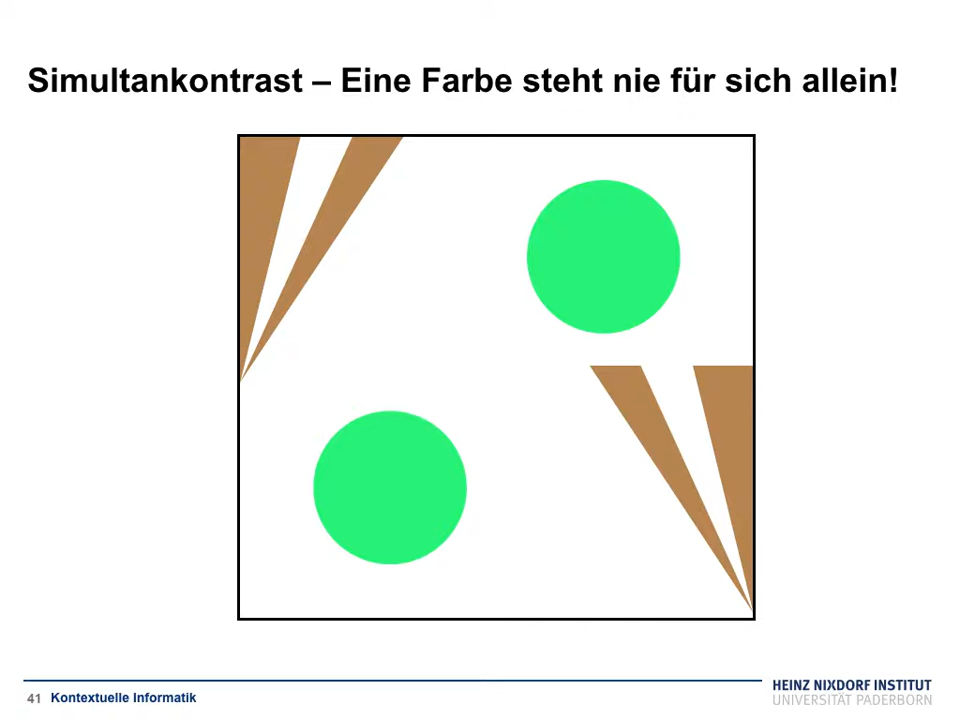 Simultankontrast – Eine Farbe steht nie für sich allein!
41 Kontextuelle Informatik
HEINZ NIXDORF INSTITUT
UNIVERSITÄT PADERBORN